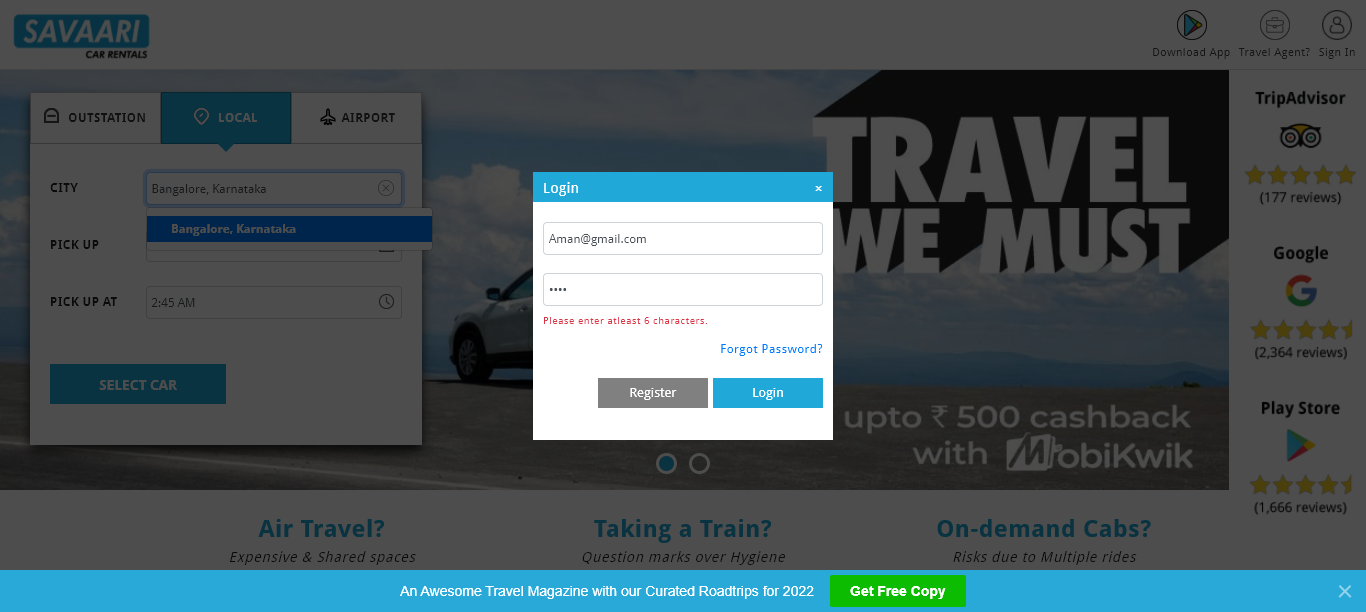 SAVAARI
CAR RENTALS
Download App
Travel Agent?
Sign In
OUTSTATION
LOCAL
AIRPORT
CITY
Bangalore, Karnataka
Bangalore, Karnataka
PICK UP
PICK UP AT
2:45 AM
SELECT CAR
TRAVEL
WE MUST
upto ₹ 500 cashback
with MobiKwik
Login
×
Aman@gmail.com
••••
Please enter atleast 6 characters.
Forgot Password?
Register
Login
TripAdvisor
(177 reviews)
Google
(2,364 reviews)
Play Store
(1,666 reviews)
Air Travel?
Expensive & Shared spaces
Taking a Train?
Question marks over Hygiene
On-demand Cabs?
Risks due to Multiple rides
An Awesome Travel Magazine with our Curated Roadtrips for 2022
Get Free Copy